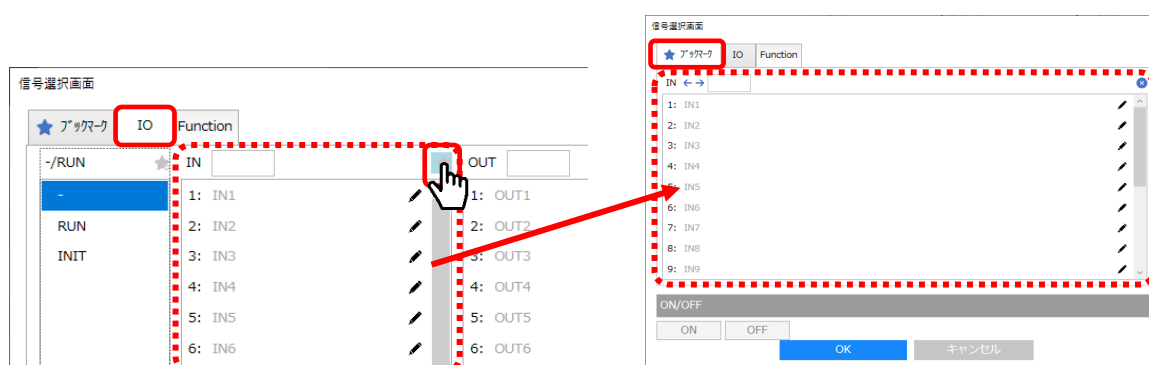 信号選択画面
ブックマーク IO Function
-/RUN IN OUT
- 1: IN1 1: OUT1
RUN 2: IN2 2: OUT2
INIT 3: IN3 3: OUT3
4: IN4 4: OUT4
5: IN5 5: OUT5
6: IN6 6: OUT6
信号選択画面
ブックマーク IO Function
IN ←→
1: IN1
2: IN2
3: IN3
4: IN4
5: IN5
6: IN6
7: IN7
8: IN8
9: IN9
ON/OFF
ON OFF
OK キャンセル